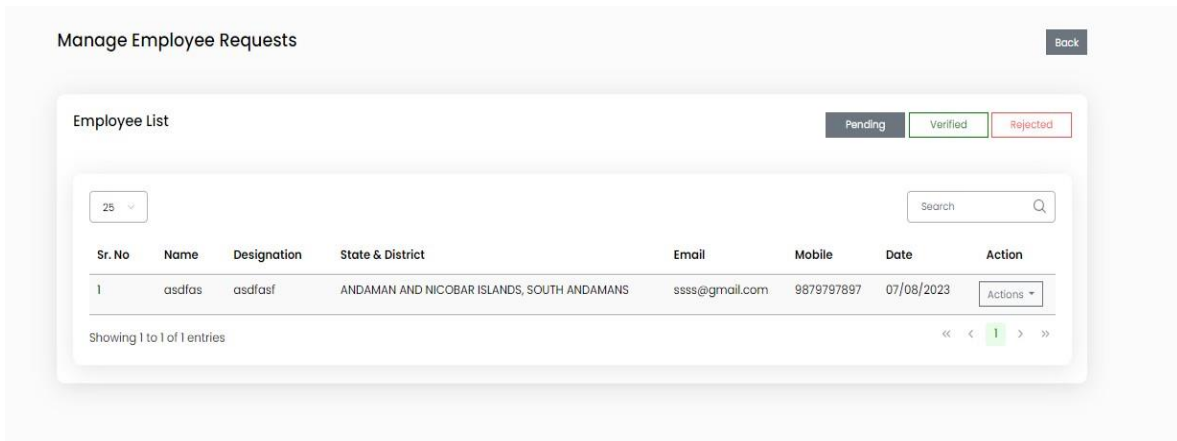 Manage Employee Requests
Back
Employee List
Pending Verified Rejected
25
Search
Sr. No Name Designation State & District Email Mobile Date Action
1 asdfas asdfasf ANDAMAN AND NICOBAR ISLANDS, SOUTH ANDAMANS ssss@gmail.com 9879797897 07/08/2023 Actions
Showing 1 to 1 of 1 entries
« < 1 > »